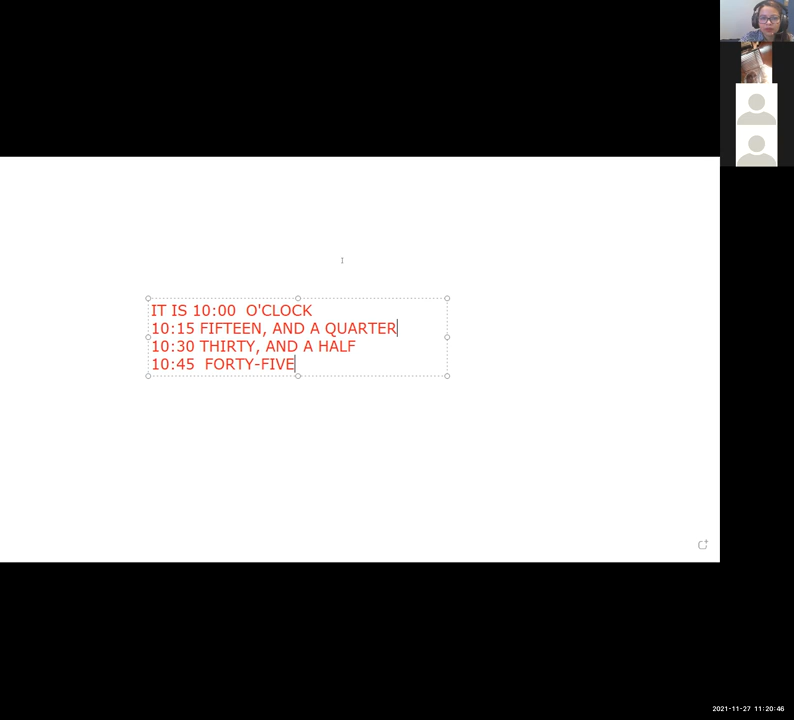 IT IS 10:00  O'CLOCK
10:15 FIFTEEN, AND A QUARTER
10:30 THIRTY, AND A HALF
10:45  FORTY-FIVE
2021-11-27 11:20:46